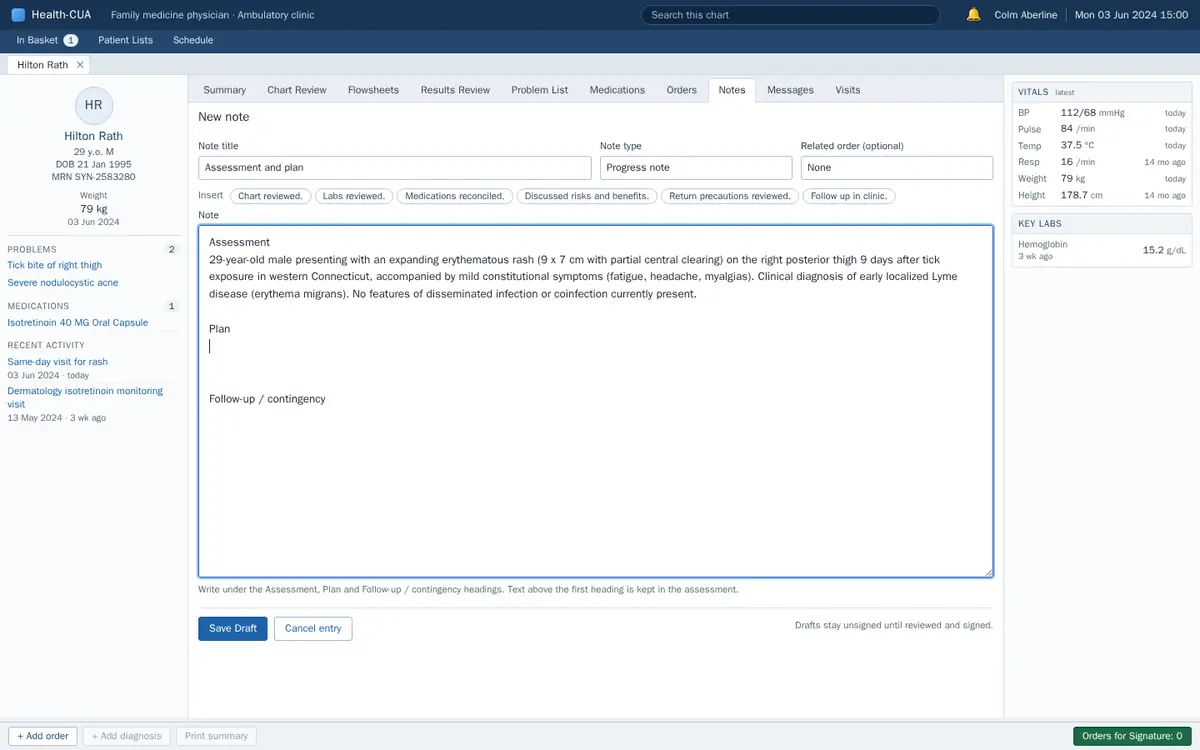 Health-CUA
Family medicine physician · Ambulatory clinic
Search this chart
Colm Aberline
Mon 03 Jun 2024 15:00
In Basket 1
Patient Lists
Schedule
Hilton Rath ×
HR
Hilton Rath
29 y.o. M
DOB 21 Jan 1995
MRN SYN-2583280
Weight
79 kg
03 Jun 2024
PROBLEMS 2
Tick bite of right thigh
Severe nodulocystic acne
MEDICATIONS 1
Isotretinoin 40 MG Oral Capsule
RECENT ACTIVITY
Same-day visit for rash
03 Jun 2024 · today
Dermatology isotretinoin monitoring
visit
13 May 2024 · 3 wk ago
Summary
Chart Review
Flowsheets
Results Review
Problem List
Medications
Orders
Notes
Messages
Visits
New note
Note title
Note type
Related order (optional)
Assessment and plan
Progress note
None
Insert
Chart reviewed.
Labs reviewed.
Medications reconciled.
Discussed risks and benefits.
Return precautions reviewed.
Follow up in clinic.
Note
Assessment
29-year-old male presenting with an expanding erythematous rash (9 x 7 cm with partial central clearing) on the right posterior thigh 9 days after tick
exposure in western Connecticut, accompanied by mild constitutional symptoms (fatigue, headache, myalgias). Clinical diagnosis of early localized Lyme
disease (erythema migrans). No features of disseminated infection or coinfection currently present.
Plan
Follow-up / contingency
Write under the Assessment, Plan and Follow-up / contingency headings. Text above the first heading is kept in the assessment.
Save Draft
Cancel entry
Drafts stay unsigned until reviewed and signed.
VITALS latest
BP 112/68 mmHg today
Pulse 84 /min today
Temp 37.5 °C today
Resp 16 /min 14 mo ago
Weight 79 kg today
Height 178.7 cm 14 mo ago
KEY LABS
Hemoglobin
3 wk ago
15.2 g/dL
+ Add order
+ Add diagnosis
Print summary
Orders for Signature: 0